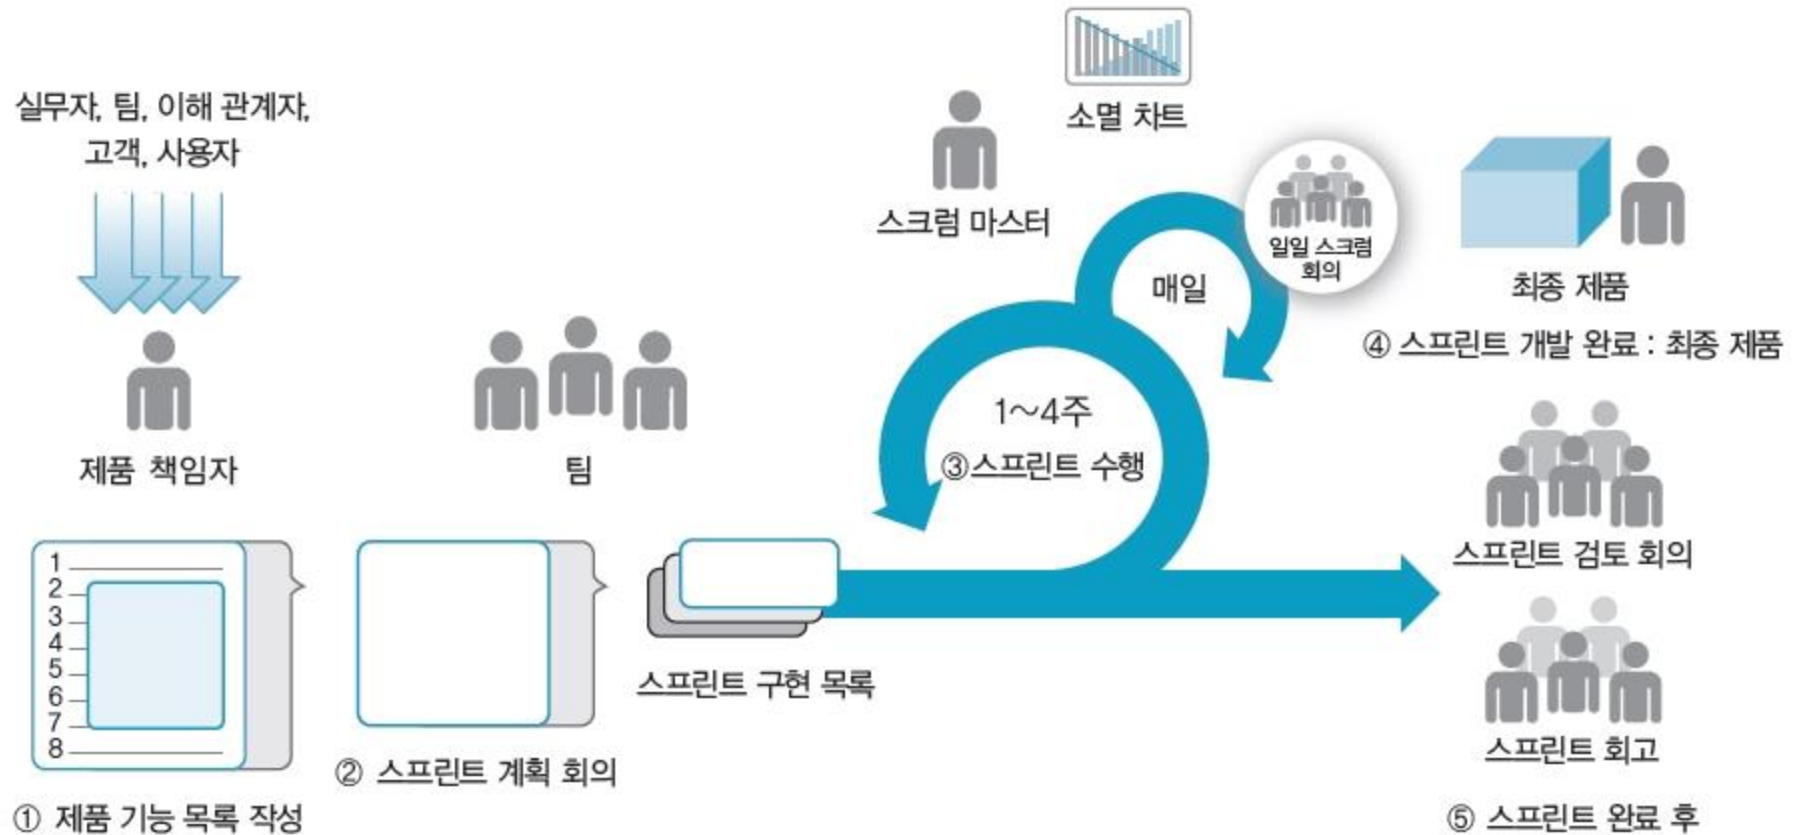 실무자, 팀, 이해 관계자,
고객, 사용자
제품 책임자
1
2
3
4
5
6
7
8
① 제품 기능 목록 작성
팀
② 스프린트 계획 회의
스프린트 구현 목록
스크럼 마스터
소멸 차트
매일
일일 스크럼
회의
1~4주
③스프린트 수행
최종 제품
④ 스프린트 개발 완료 : 최종 제품
스프린트 검토 회의
스프린트 회고
⑤ 스프린트 완료 후